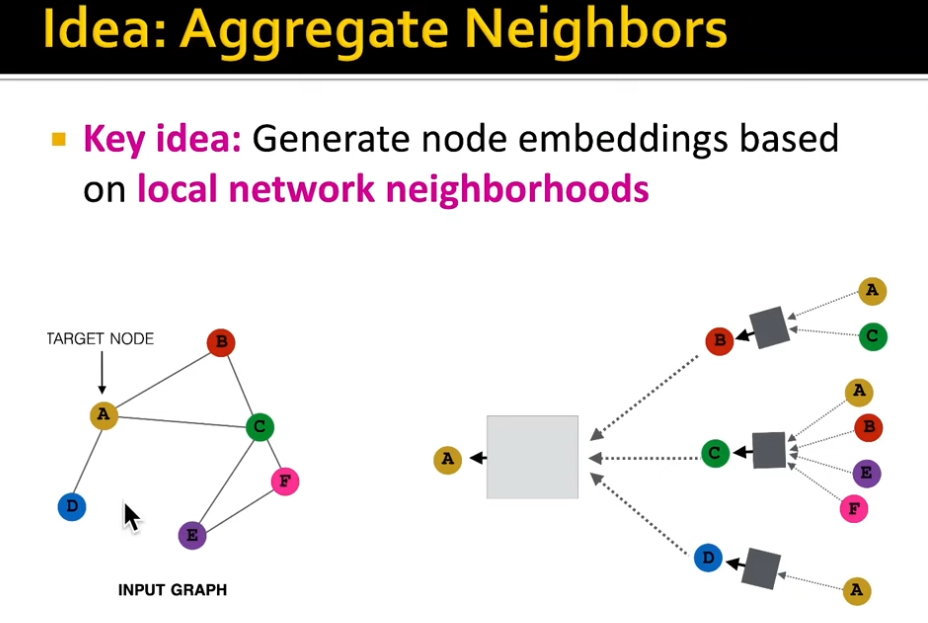 Idea: Aggregate Neighbors
Key idea: Generate node embeddings based
on local network neighborhoods
TARGET NODE
A
B
C
D
E
F
INPUT GRAPH
A
B
C
D
A
C
A
B
E
F
A